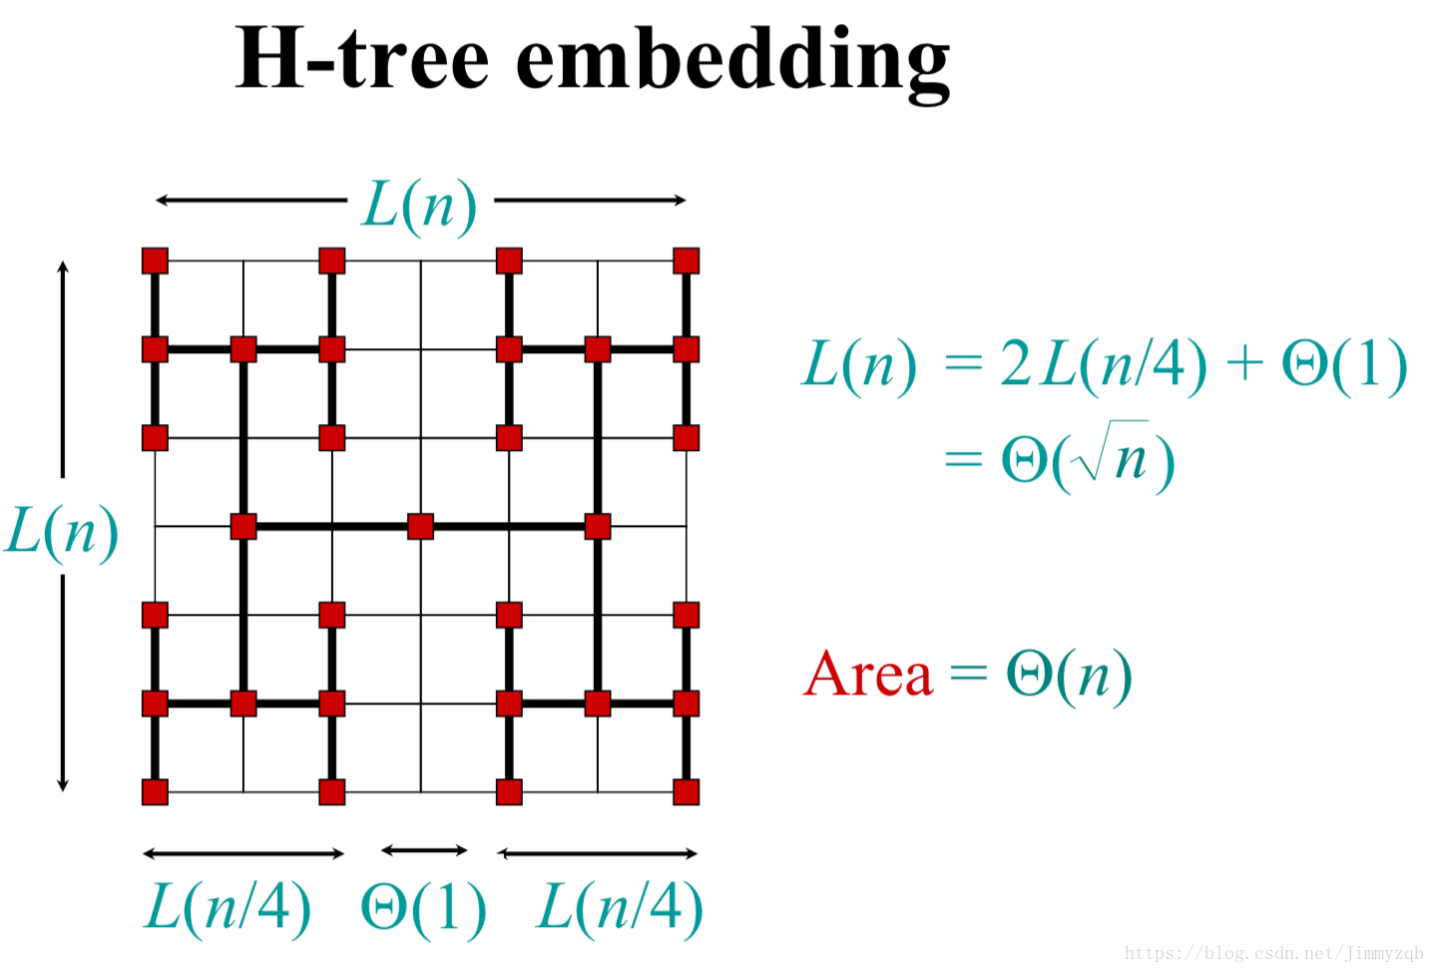 H-tree embedding
L(n)
L(n)
L(n) = 2L(n/4) + Θ(1)
= Θ(√n)
Area = Θ(n)
L(n/4) Θ(1) L(n/4)
https://blog.csdn.net/Jimmyzqb